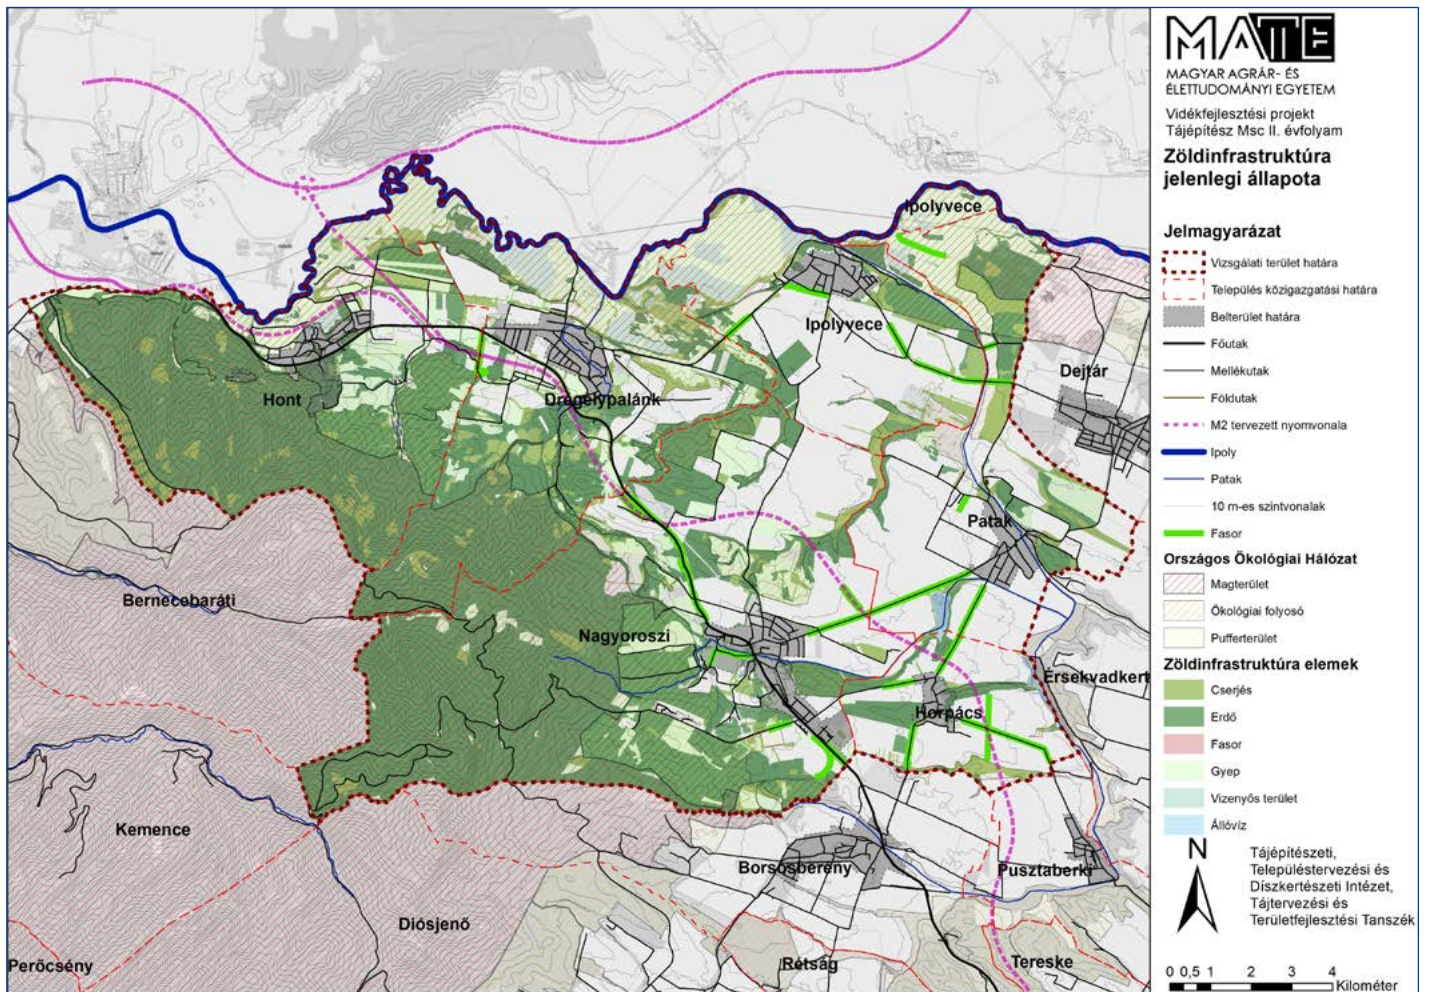 MATE
MAGYAR AGRÁR- ÉS
ÉLETTUDOMÁNYI EGYETEM
Vidékfejlesztési projekt
Tájépítész Msc II. évfolyam
Zöldinfrastruktúra
jelenlegi állapota
Jelmagyarázat
Vizsgálati terület határa
Település közigazgatási határa
Belterület határa
Főutak
Mellékutak
Földutak
M2 tervezett nyomvonala
Ipoly
Patak
10 m-es szintvonalak
Fasor
Országos Ökológiai Hálózat
Magterület
Ökológiai folyosó
Pufferterület
Zöldinfrastruktúra elemek
Cserjés
Erdő
Fasor
Gyep
Vizenyős terület
Állóvíz
N
Tájépítészeti,
Településtervezési és
Díszkertészeti Intézet,
Tájtervezési és
Területfejlesztési Tanszék
0 0,5 1 2 3 4
Kilométer
Ipolyvece
Ipolyvece
Dejtár
Hont
Drégelypalánk
Patak
Bernecebaráti
Nagyoroszi
Érsekvadkert
Horpács
Kemence
Borsosberény
Pusztaberki
Diósjenő
Perőcsény
Rétság
Tereske